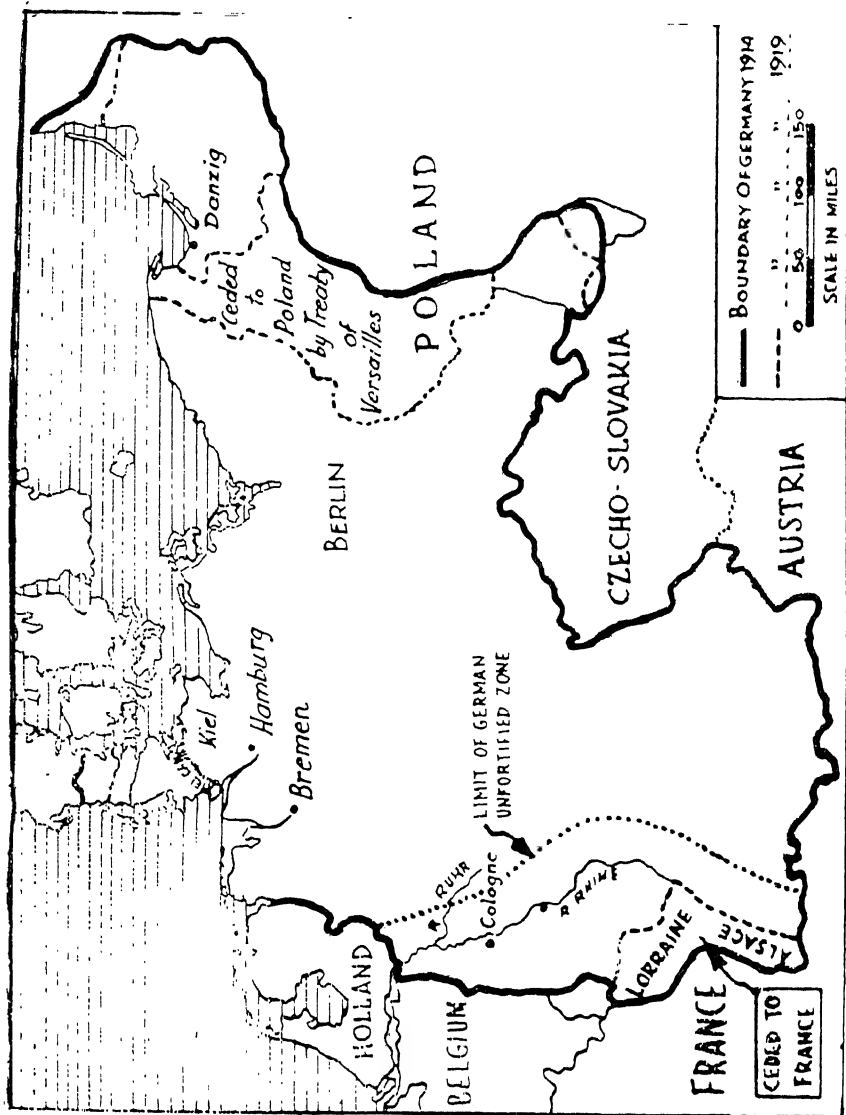 Danzig
Ceded
to
Poland
by Treaty
of
Versailles
POLAND
BERLIN
Kiel
Hamburg
Bremen
HOLLAND
BELGIUM
RUHR
Cologne
R RHINE
LIMIT OF GERMAN
UNFORTIFIED ZONE
CZECHO-SLOVAKIA
AUSTRIA
LORRAINE
ALSACE
FRANCE
CEDED TO
FRANCE
BOUNDARY OF GERMANY 1914
" " " 1919
0 50 100 150
SCALE IN MILES